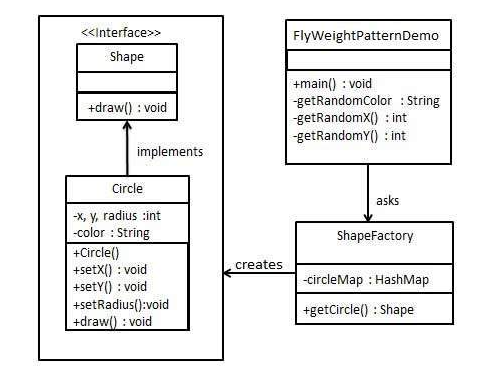 <<Interface>>
Shape
+draw() : void
implements
Circle
-x, y, radius :int
-color : String
+Circle()
+setX() : void
+setY() : void
+setRadius():void
+draw() : void
FlyWeightPatternDemo
+main() : void
-getRandomColor : String
-getRandomX() : int
-getRandomY() : int
asks
ShapeFactory
-circleMap : HashMap
+getCircle() : Shape
creates